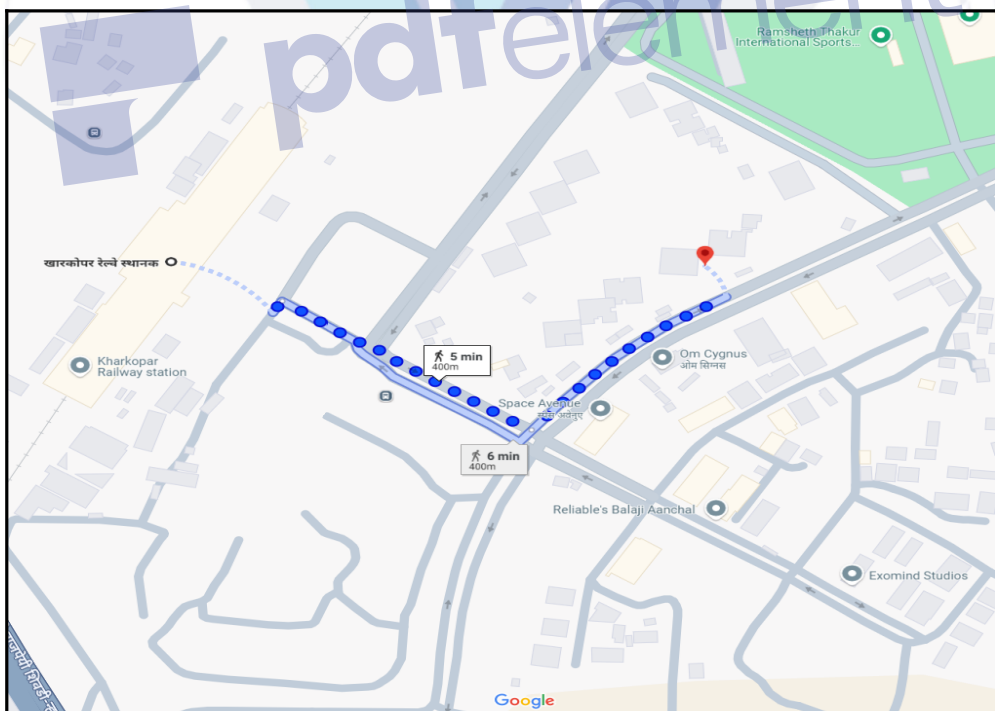 pdfelement
Ramsheth Thakur
International Sports...
खारकोपर रेल्वे स्थानक
Kharkopar
Railway station
5 min
400m
Om Cygnus
ओम सिग्नस
Space Avenue
6 min
400m
Reliable's Balaji Aanchal
Exomind Studios
Google